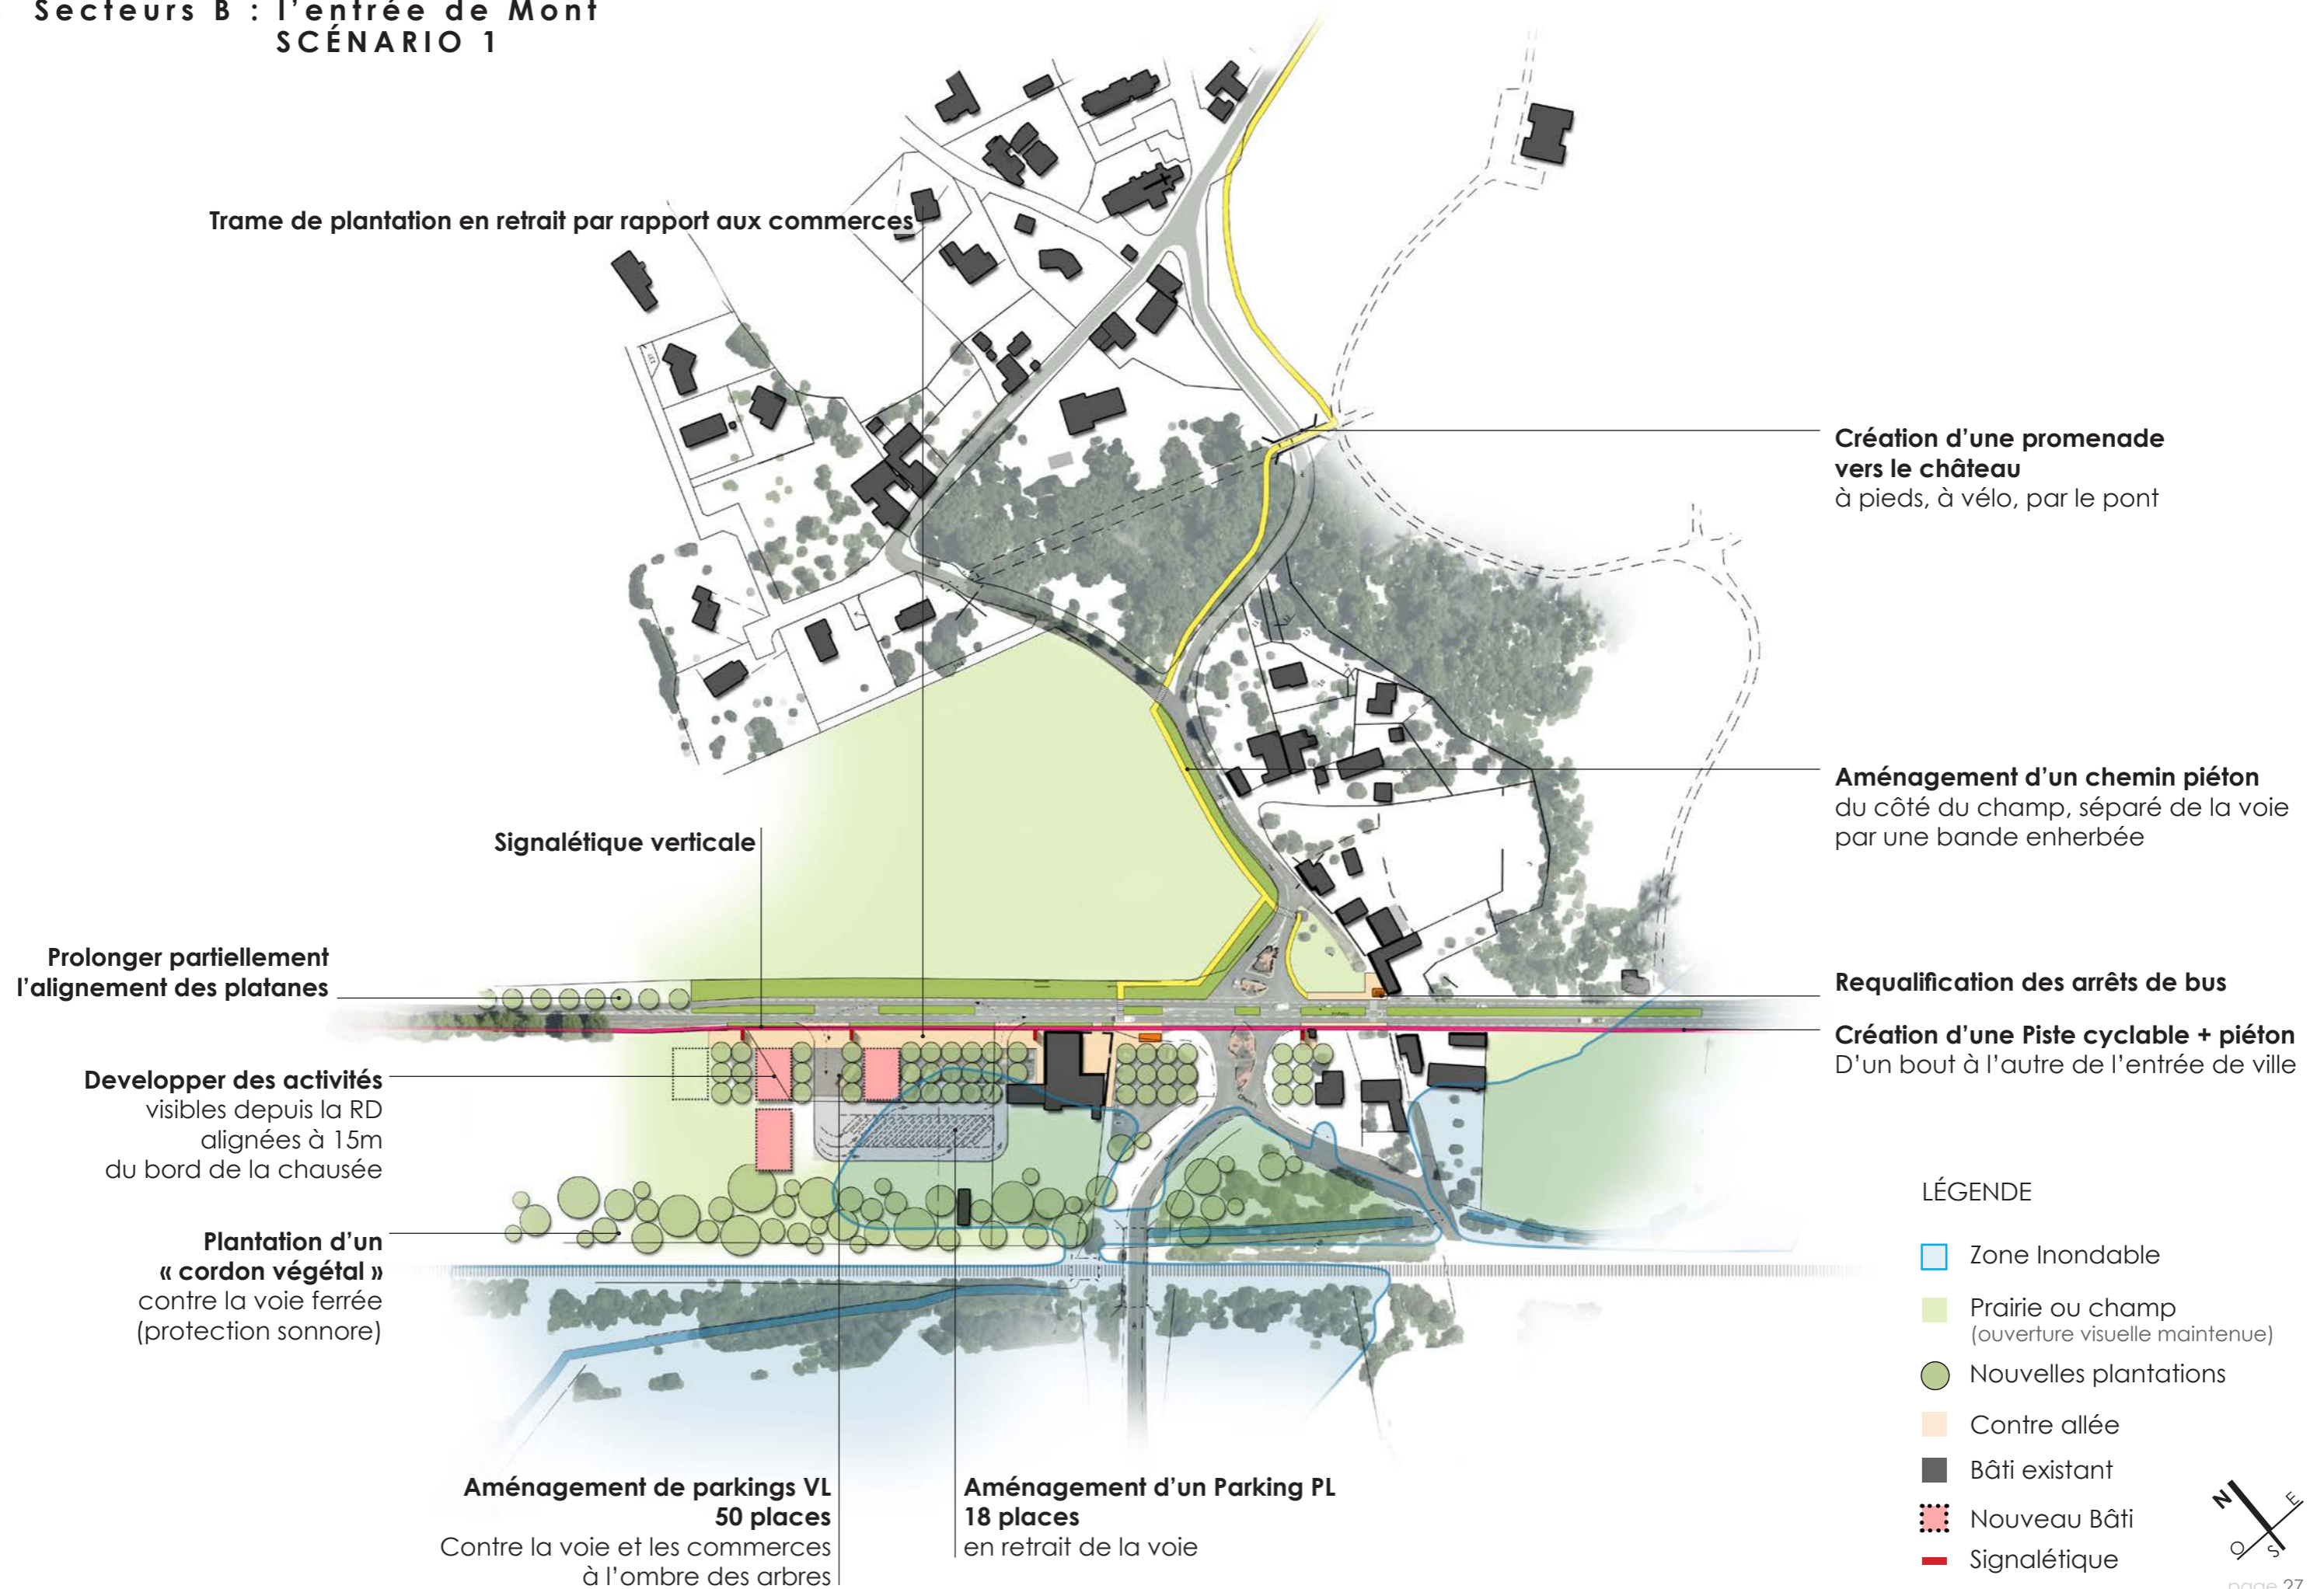 Secteurs B : l'entrée de Mont
SCÉNARIO 1
Trame de plantation en retrait par rapport aux commerces
Création d'une promenade
vers le château
à pieds, à vélo, par le pont
Aménagement d'un chemin piéton
du côté du champ, séparé de la voie
par une bande enherbée
Signalétique verticale
Prolonger partiellement
l'alignement des platanes
Requalification des arrêts de bus
Création d'une Piste cyclable + piéton
D'un bout à l'autre de l'entrée de ville
Developper des activités
visibles depuis la RD
alignées à 15m
du bord de la chausée
Plantation d'un
« cordon végétal »
contre la voie ferrée
(protection sonnore)
Aménagement de parkings VL
50 places
Contre la voie et les commerces
à l'ombre des arbres
Aménagement d'un Parking PL
18 places
en retrait de la voie
LÉGENDE
Zone Inondable
Prairie ou champ
(ouverture visuelle maintenue)
Nouvelles plantations
Contre allée
Bâti existant
Nouveau Bâti
Signalétique
N
E
O
S
page 27